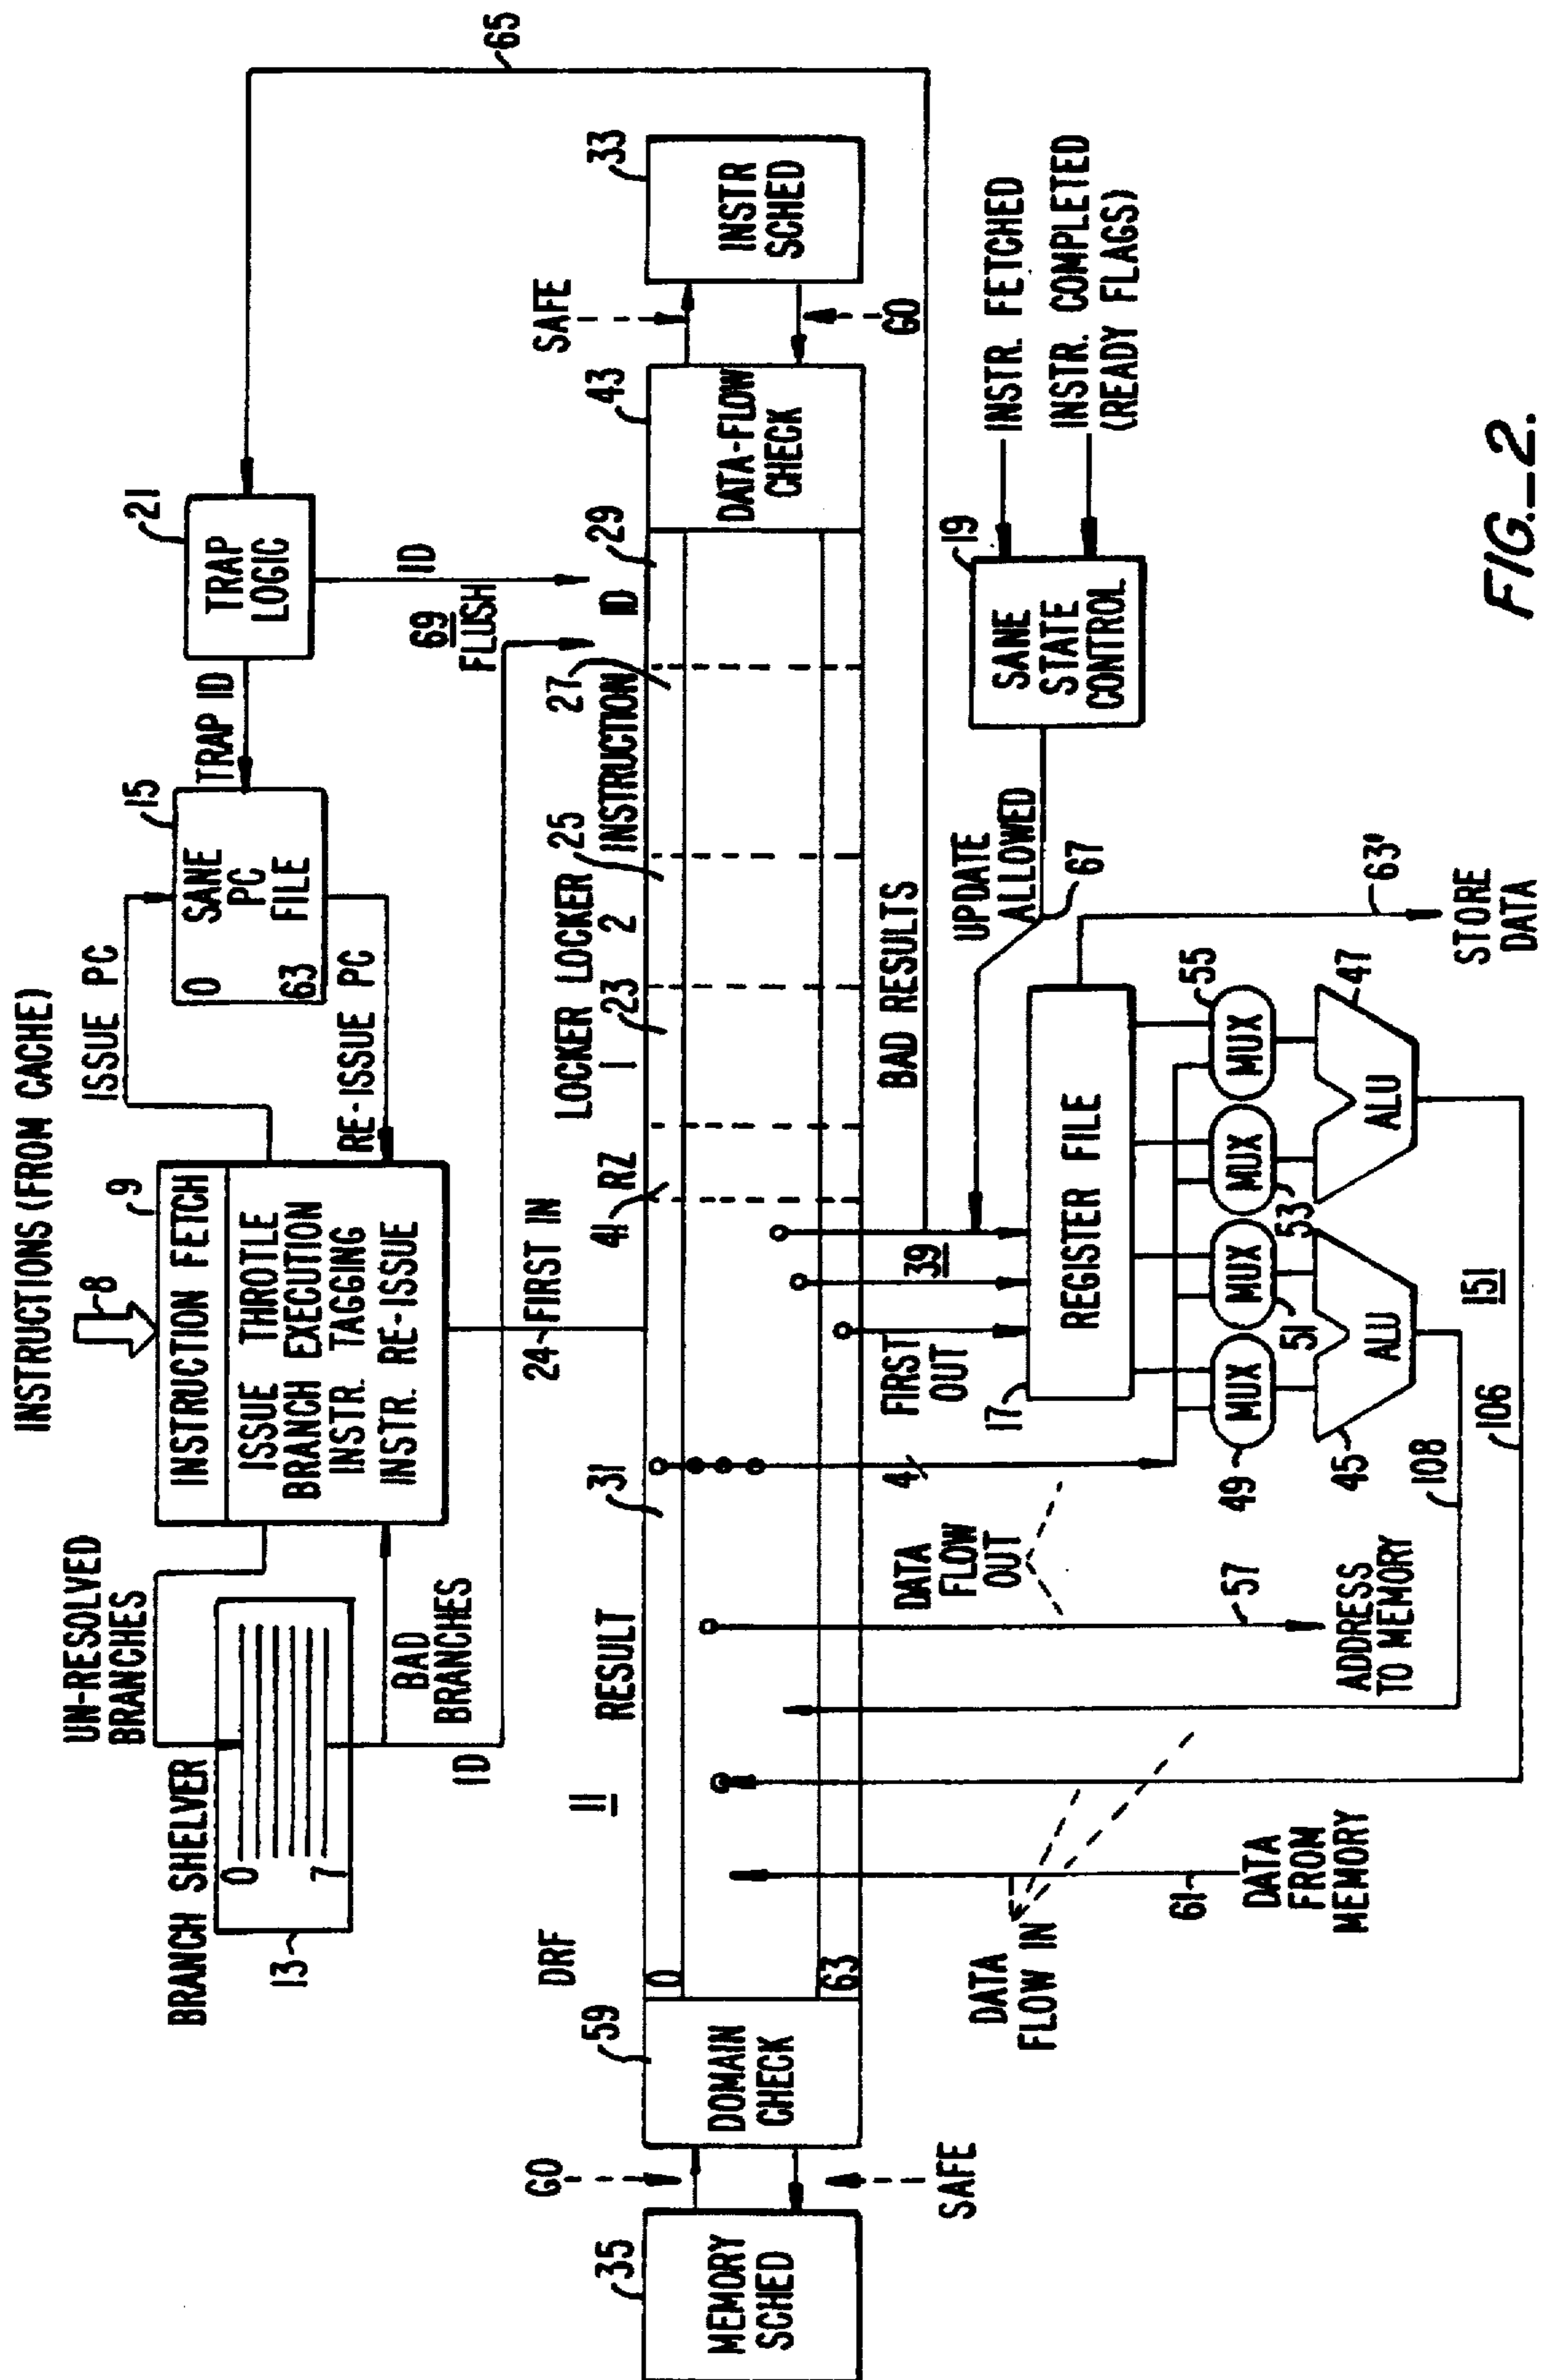 INSTRUCTIONS (FROM CACHE)
8
9
INSTRUCTION FETCH
ISSUE THROTTLE
BRANCH EXECUTION
INSTR. TAGGING
INSTR. RE-ISSUE
UN-RESOLVED
BRANCHES
BRANCH SHELVER
0
7
13
BAD
BRANCHES
ID
ISSUE PC
RE-ISSUE PC
15
0 SANE
PC
FILE
63
TRAP ID
21
TRAP
LOGIC
ID
69
FLUSH
65
24
FIRST IN
35
MEMORY
SCHED
GO
SAFE
59
DOMAIN
CHECK
DRF
0
63
11
RESULT
31
41
RZ
LOCKER
1
23
LOCKER
2
25
INSTRUCTION
27
ID
29
43
DATA-FLOW
CHECK
SAFE
GO
33
INSTR
SCHED
DATA
FLOW IN
61
DATA
FROM
MEMORY
DATA
FLOW
OUT
57
ADDRESS
TO MEMORY
4
FIRST
OUT
39
BAD RESULTS
17
REGISTER FILE
UPDATE
ALLOWED
67
19
SANE
STATE
CONTROL
INSTR. FETCHED
INSTR. COMPLETED
(READY FLAGS)
63'
STORE
DATA
49
MUX
51
MUX
53
MUX
55
MUX
45
ALU
47
ALU
108
106
151
FIG._2.